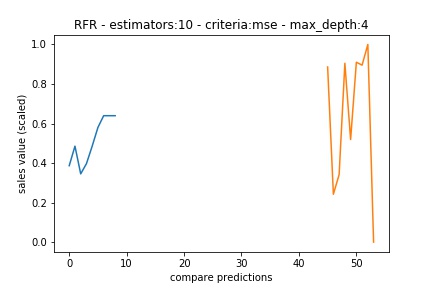 RFR - estimators:10 - criteria:mse - max_depth:4
1.0
0.8
0.6
0.4
0.2
0.0
sales value (scaled)
0 10 20 30 40 50
compare predictions